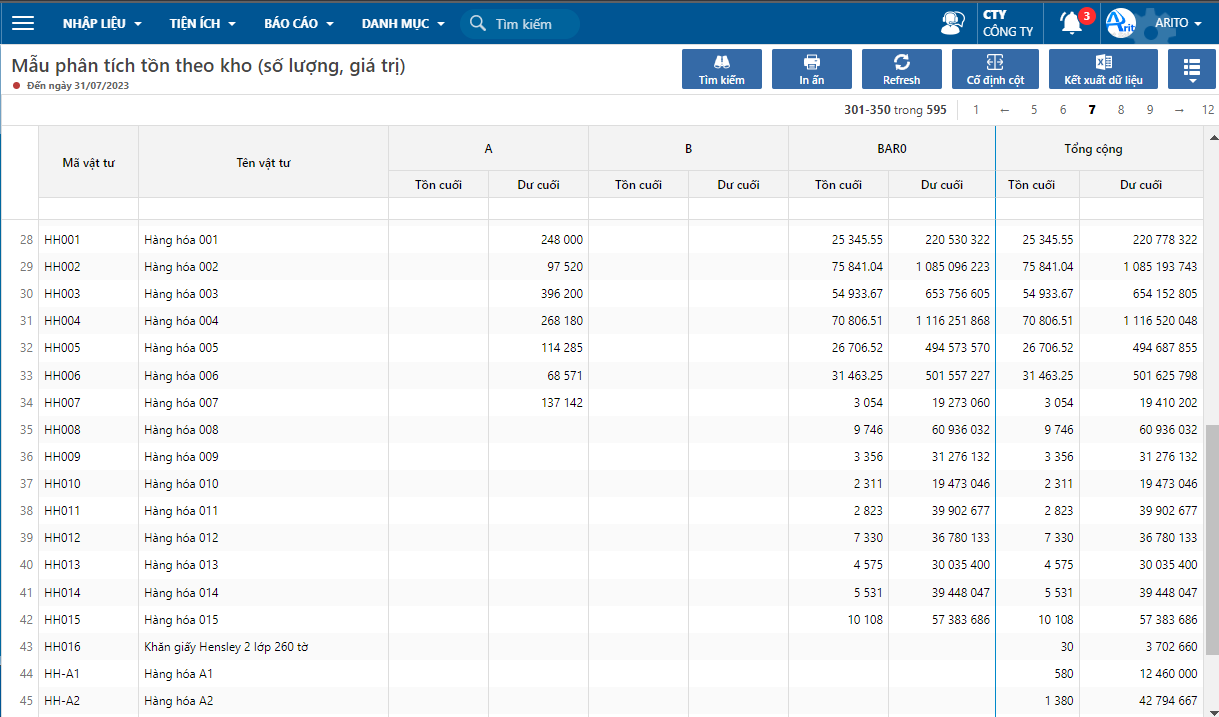 NHẬP LIỆU TIỆN ÍCH BÁO CÁO DANH MỤC Tìm kiếm CTY CÔNG TY 3 Arit ARITO
Mẫu phân tích tồn theo kho (số lượng, giá trị)
Đến ngày 31/07/2023
Tìm kiếm In ấn Refresh Cố định cột Kết xuất dữ liệu
301-350 trong 595 1 ← 5 6 7 8 9 → 12
Mã vật tư Tên vật tư A B BAR0 Tổng cộng
Tồn cuối Dư cuối Tồn cuối Dư cuối Tồn cuối Dư cuối Tồn cuối Dư cuối
28 HH001 Hàng hóa 001 248 000 25 345.55 220 530 322 25 345.55 220 778 322
29 HH002 Hàng hóa 002 97 520 75 841.04 1 085 096 223 75 841.04 1 085 193 743
30 HH003 Hàng hóa 003 396 200 54 933.67 653 756 605 54 933.67 654 152 805
31 HH004 Hàng hóa 004 268 180 70 806.51 1 116 251 868 70 806.51 1 116 520 048
32 HH005 Hàng hóa 005 114 285 26 706.52 494 573 570 26 706.52 494 687 855
33 HH006 Hàng hóa 006 68 571 31 463.25 501 557 227 31 463.25 501 625 798
34 HH007 Hàng hóa 007 137 142 3 054 19 273 060 3 054 19 410 202
35 HH008 Hàng hóa 008 9 746 60 936 032 9 746 60 936 032
36 HH009 Hàng hóa 009 3 356 31 276 132 3 356 31 276 132
37 HH010 Hàng hóa 010 2 311 19 473 046 2 311 19 473 046
38 HH011 Hàng hóa 011 2 823 39 902 677 2 823 39 902 677
39 HH012 Hàng hóa 012 7 330 36 780 133 7 330 36 780 133
40 HH013 Hàng hóa 013 4 575 30 035 400 4 575 30 035 400
41 HH014 Hàng hóa 014 5 531 39 448 047 5 531 39 448 047
42 HH015 Hàng hóa 015 10 108 57 383 686 10 108 57 383 686
43 HH016 Khăn giấy Hensley 2 lớp 260 tờ 30 3 702 660
44 HH-A1 Hàng hóa A1 580 12 460 000
45 HH-A2 Hàng hóa A2 1 380 42 794 667